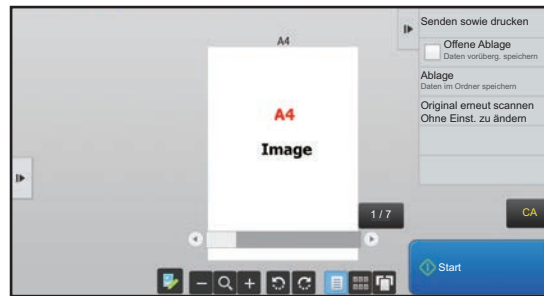 A4
A4
Image
1 / 7
Senden sowie drucken
Offene Ablage
Daten vorüberg. speichern
Ablage
Daten im Ordner speichern
Original erneut scannen
Ohne Einst. zu ändern
CA
Start